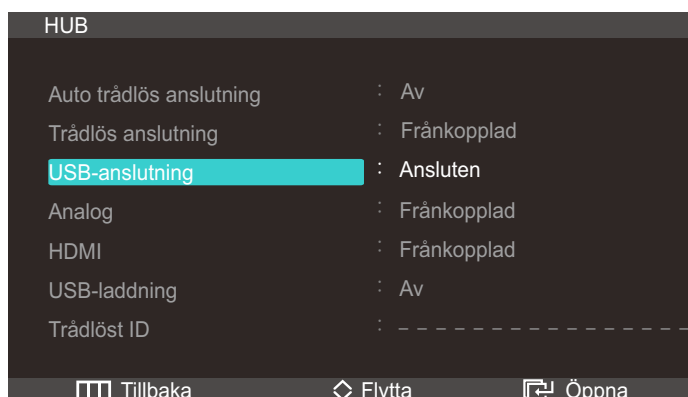 HUB
Auto trådlös anslutning : Av
Trådlös anslutning : Frånkopplad
USB-anslutning : Ansluten
Analog : Frånkopplad
HDMI : Frånkopplad
USB-laddning : Av
Trådlöst ID : – – – – – – – – – – – – – – – –
Tillbaka Flytta Öppna